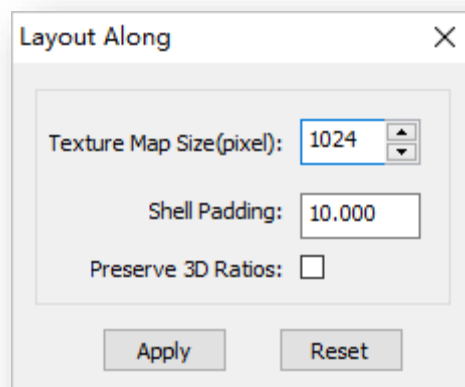 Layout Along
Texture Map Size(pixel): 1024
Shell Padding: 10.000
Preserve 3D Ratios:
Apply Reset